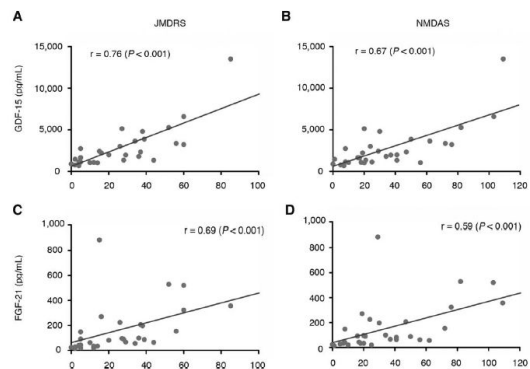 A JMDRS
B NMDAS
r = 0.76 (P < 0.001)
r = 0.67 (P < 0.001)
GDF-15 (pg/mL)
15,000
10,000
5,000
0
0 20 40 60 80 100
15,000
10,000
5,000
0
0 20 40 60 80 100 120
C
D
r = 0.69 (P < 0.001)
r = 0.59 (P < 0.001)
FGF-21 (pg/mL)
1,000
800
600
400
200
0
0 20 40 60 80 100
1,000
800
600
400
200
0
0 20 40 60 80 100 120